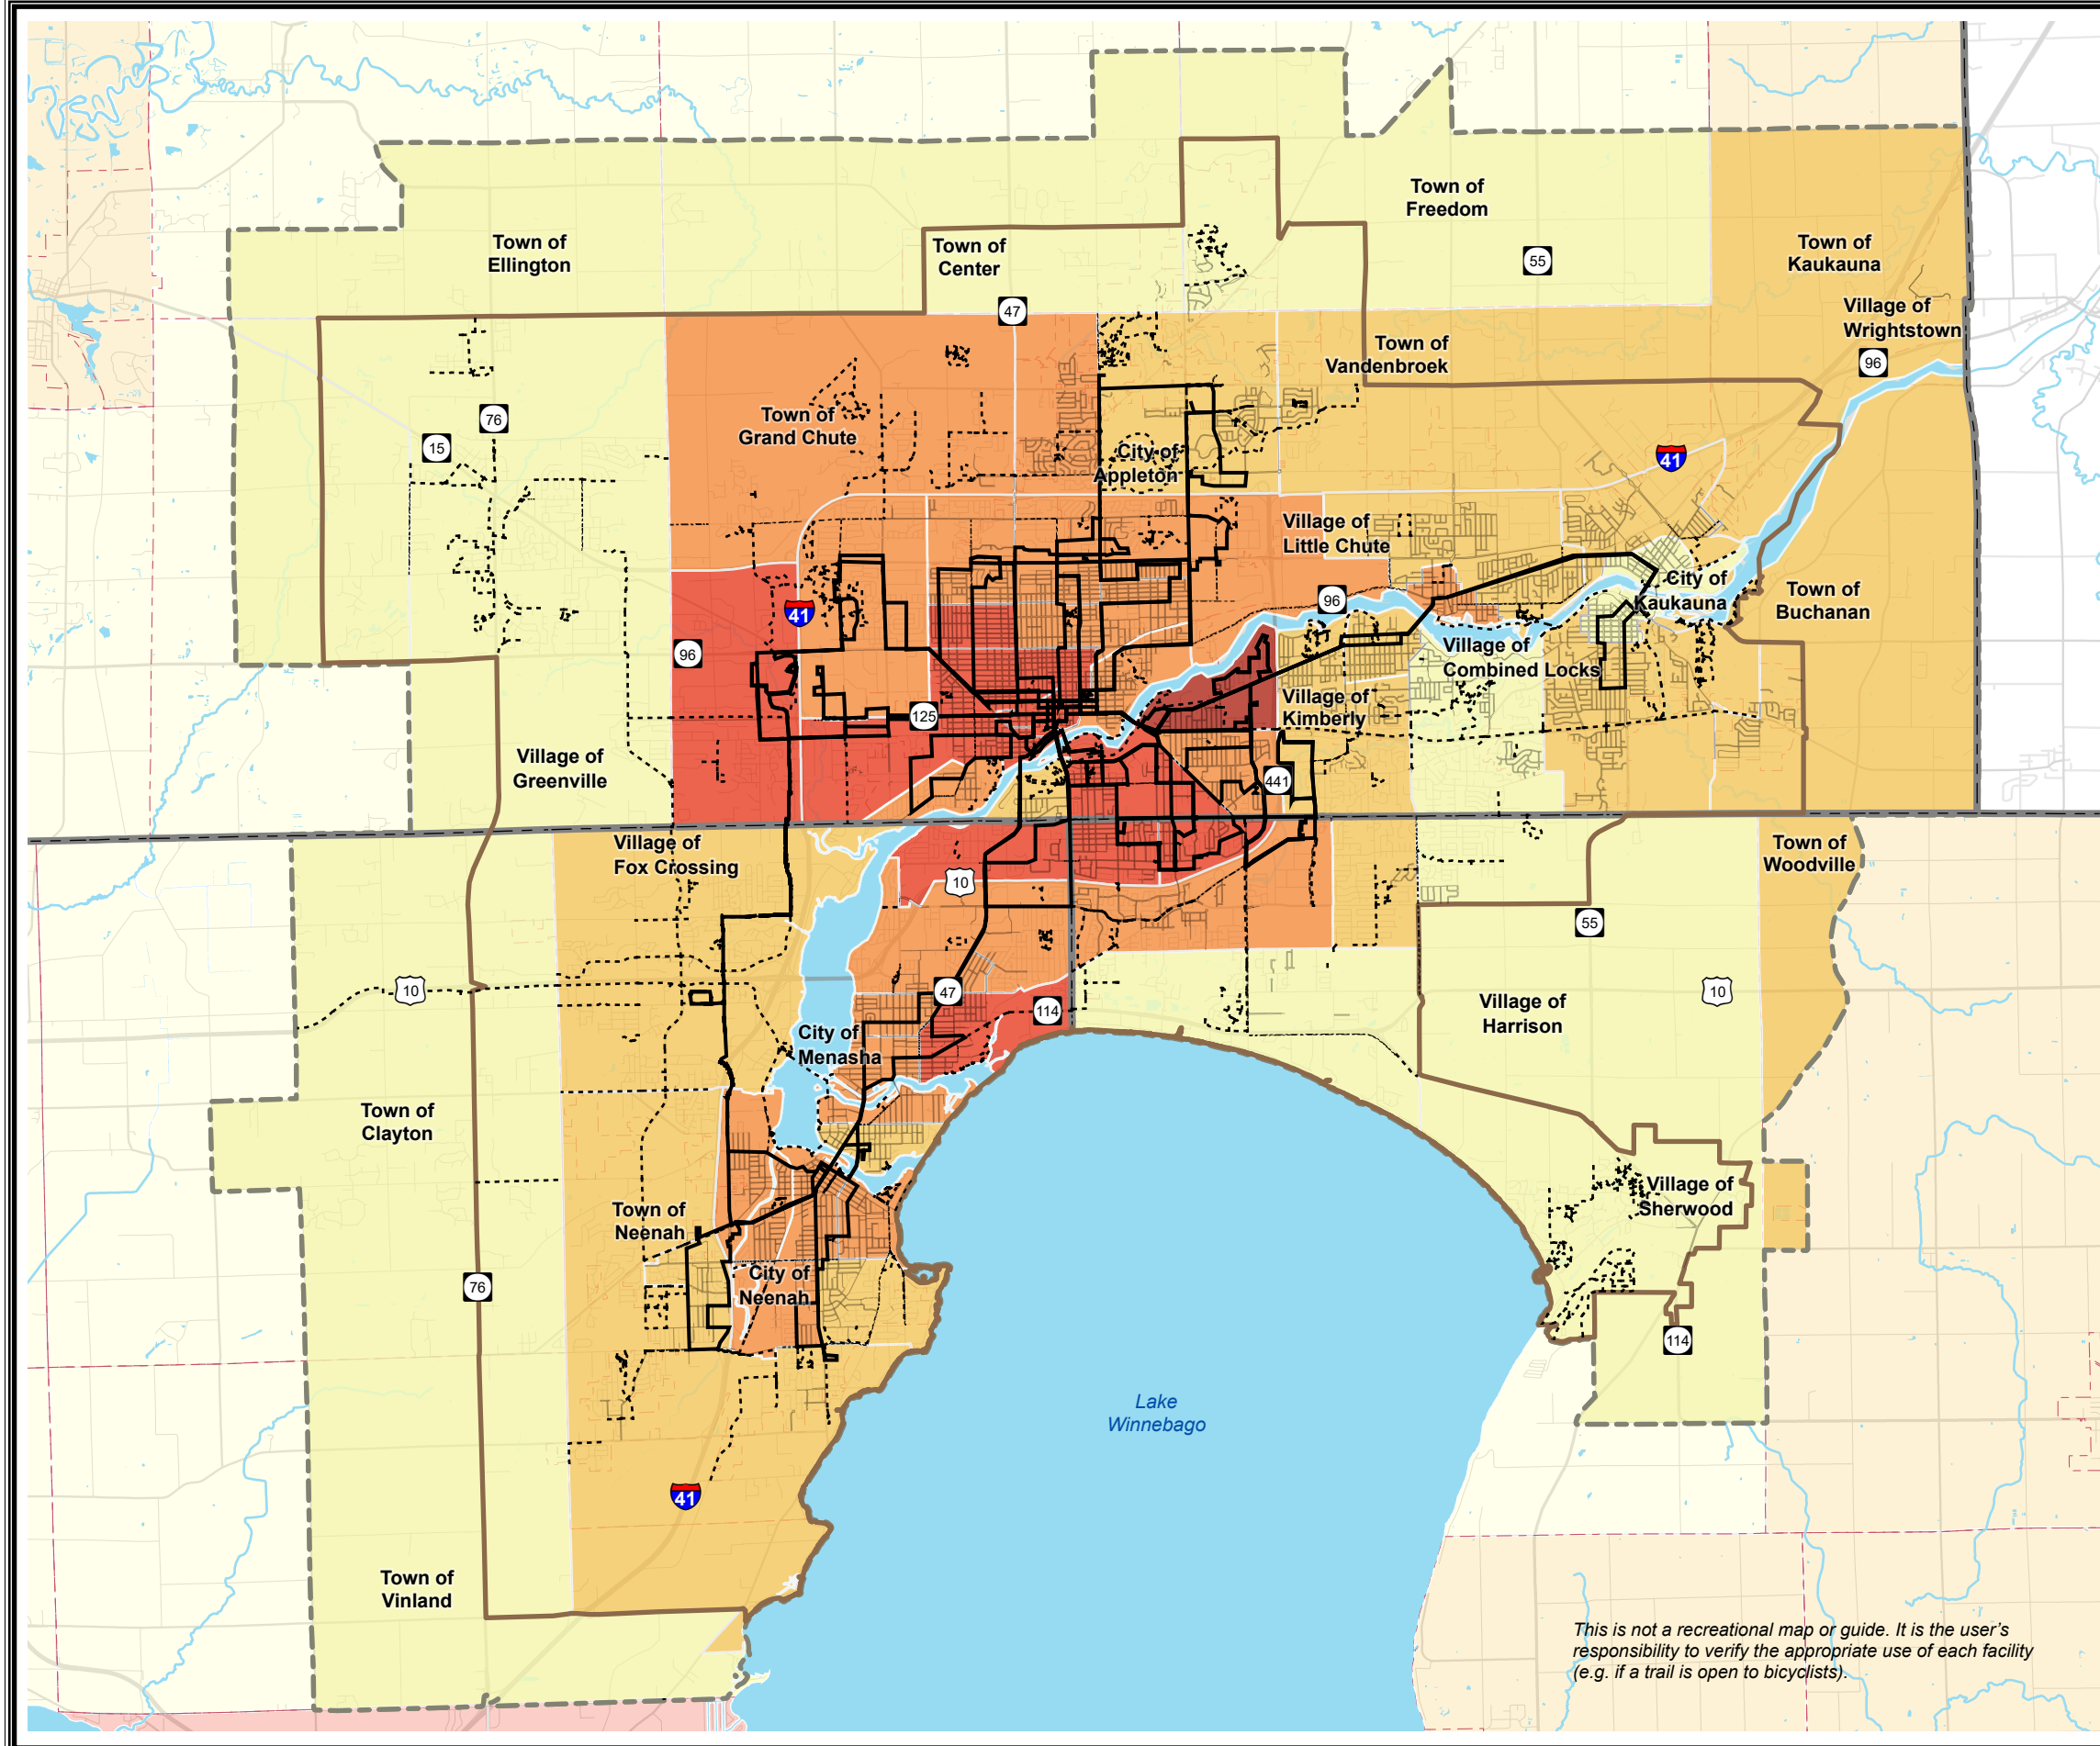 Town of
Freedom
Town of
Ellington
Town of
Center
Town of
Kaukauna
55
Village of
Wrightstown
47
Town of
Vandenbroek
96
76
Town of
Grand Chute
15
City of
Appleton
41
Village of
Little Chute
City of
Kaukauna
Town of
Buchanan
41
96
96
Village of
Combined Locks
Village of
Kimberly
125
Village of
Greenville
441
Village of
Fox Crossing
Town of
Woodville
10
55
10
47
10
Village of
Harrison
114
City of
Menasha
Town of
Clayton
Village of
Sherwood
Town of
Neenah
City of
Neenah
76
114
Lake
Winnebago
41
Town of
Vinland
This is not a recreational map or guide. It is the user's
responsibility to verify the appropriate use of each facility
(e.g. if a trail is open to bicyclists).